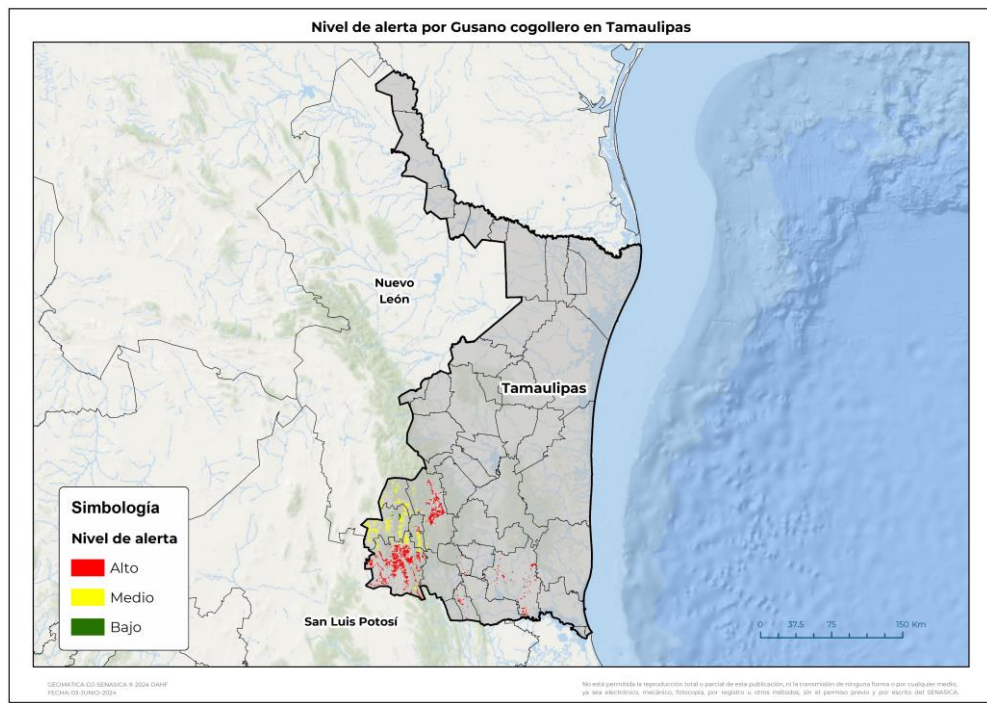 Nivel de alerta por Gusano cogollero en Tamaulipas
Nuevo
León
Tamaulipas
Simbología
Nivel de alerta
Alto
Medio
Bajo
San Luis Potosí
0 37.5 75 150 Km
GEOMÁTICA-CO-SENASICA ® 2024 DAHF
FECHA: 03-JUNIO-2024
No está permitida la reproducción total o parcial de esta publicación, ni la transmisión de ninguna forma o por cualquier medio,
ya sea electrónico, mecánico, fotocopia, por registro u otros métodos, sin el permiso previo y por escrito del SENASICA.